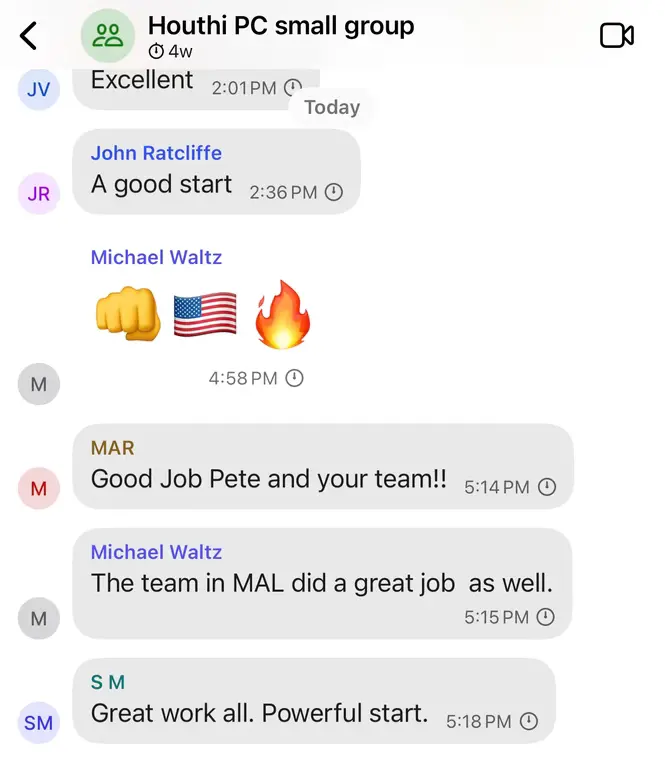 Houthi PC small group
4w
JV
Excellent 2:01 PM
Today
John Ratcliffe
JR
A good start 2:36 PM
Michael Waltz
👊🇺🇸🔥
M
4:58 PM
MAR
M
Good Job Pete and your team!! 5:14 PM
Michael Waltz
The team in MAL did a great job  as well.
M
5:15 PM
S M
SM
Great work all. Powerful start. 5:18 PM